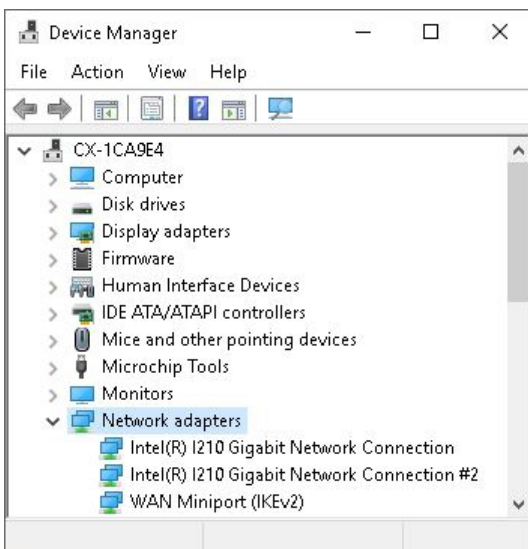 Device Manager
File Action View Help
CX-1CA9E4
Computer
Disk drives
Display adapters
Firmware
Human Interface Devices
IDE ATA/ATAPI controllers
Mice and other pointing devices
Microchip Tools
Monitors
Network adapters
Intel(R) I210 Gigabit Network Connection
Intel(R) I210 Gigabit Network Connection #2
WAN Miniport (IKEv2)